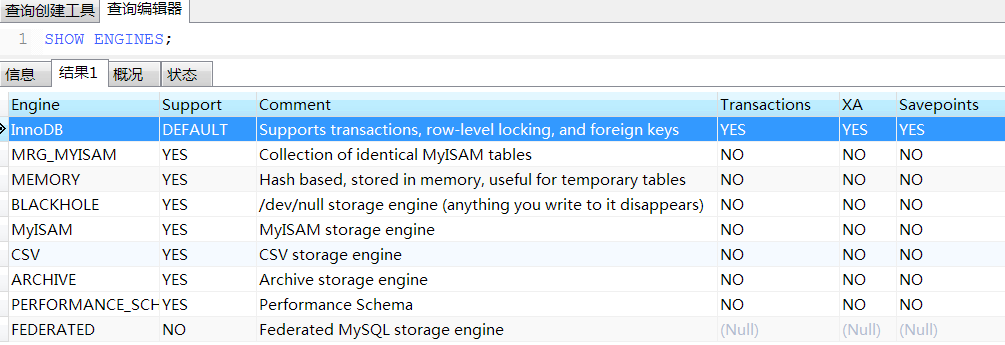 查询创建工具 查询编辑器
1 SHOW ENGINES;
信息 结果1 概况 状态
Engine Support Comment Transactions XA Savepoints
InnoDB DEFAULT Supports transactions, row-level locking, and foreign keys YES YES YES
MRG_MYISAM YES Collection of identical MyISAM tables NO NO NO
MEMORY YES Hash based, stored in memory, useful for temporary tables NO NO NO
BLACKHOLE YES /dev/null storage engine (anything you write to it disappears) NO NO NO
MyISAM YES MyISAM storage engine NO NO NO
CSV YES CSV storage engine NO NO NO
ARCHIVE YES Archive storage engine NO NO NO
PERFORMANCE_SCH YES Performance Schema NO NO NO
FEDERATED NO Federated MySQL storage engine (Null) (Null) (Null)